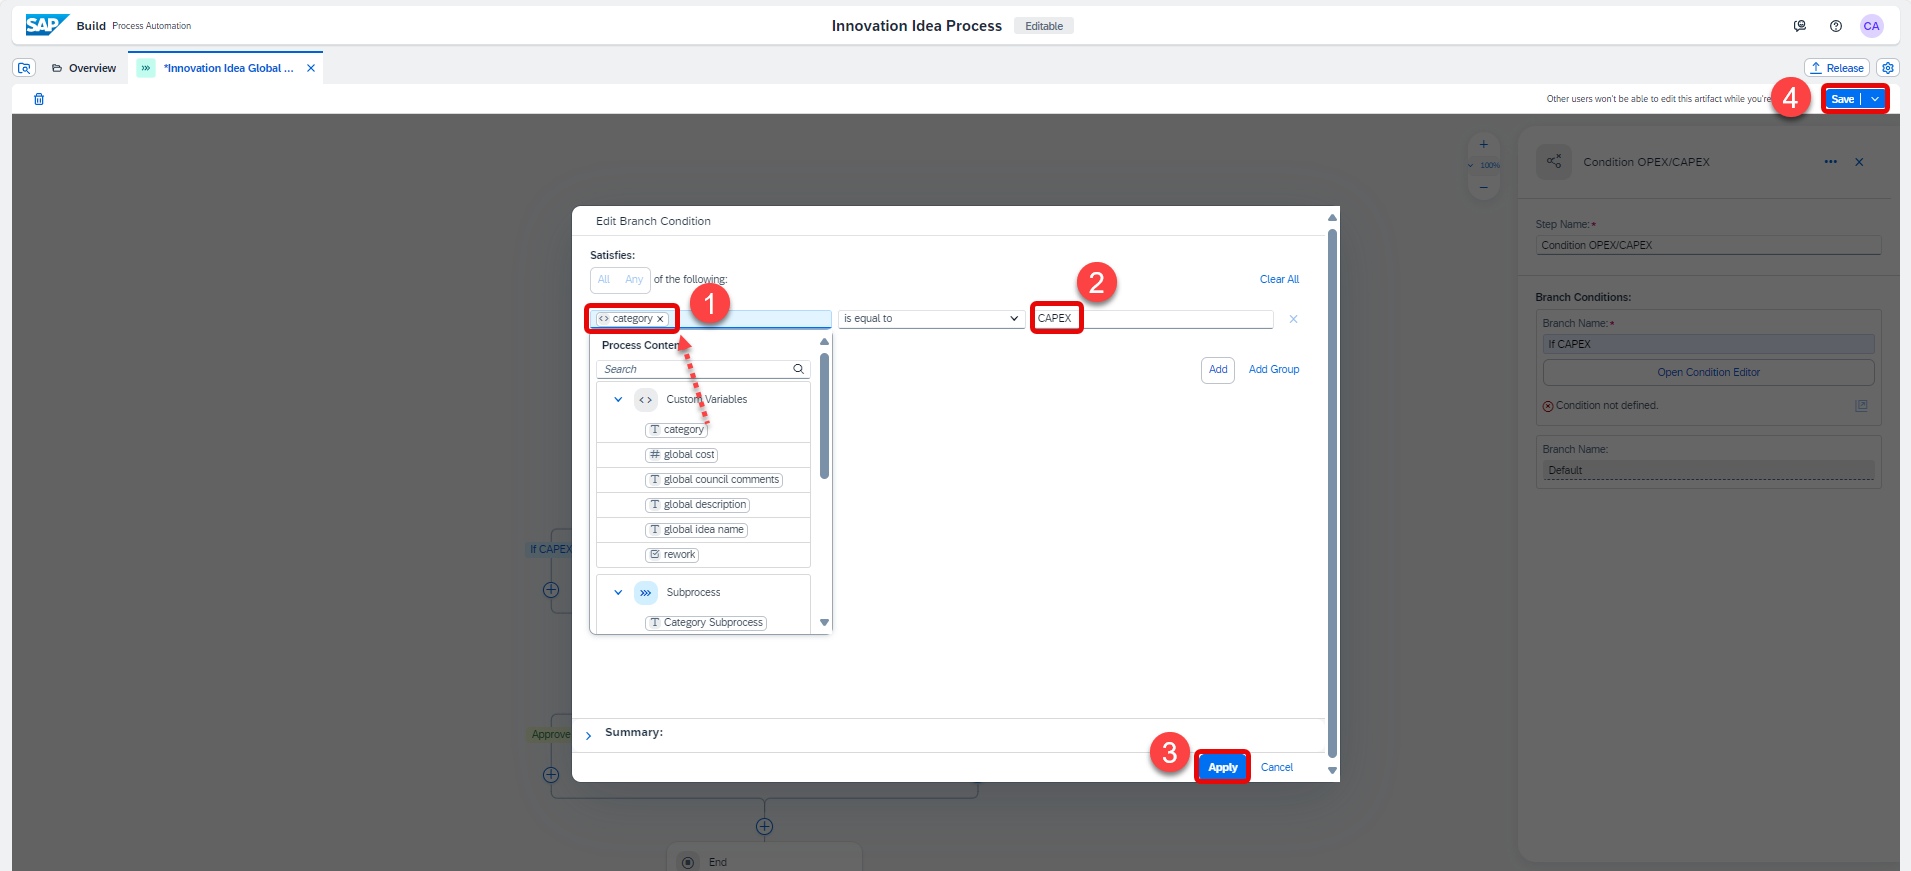 SAP Build Process Automation
Innovation Idea Process Editable
CA
Overview
*Innovation Idea Global ...
Release
Other users won't be able to edit this artifact while you're
4
Save
100%
Condition OPEX/CAPEX
Step Name:*
Condition OPEX/CAPEX
Branch Conditions:
Branch Name:*
If CAPEX
Open Condition Editor
Condition not defined.
Branch Name:
Default
Edit Branch Condition
Satisfies:
All Any of the following:
Clear All
1
2
category
is equal to
CAPEX
Process Conten
Search
Add
Add Group
Custom Variables
category
global cost
global council comments
global description
global idea name
rework
Subprocess
Category Subprocess
If CAPEX
Approve
Summary:
3
Apply
Cancel
End